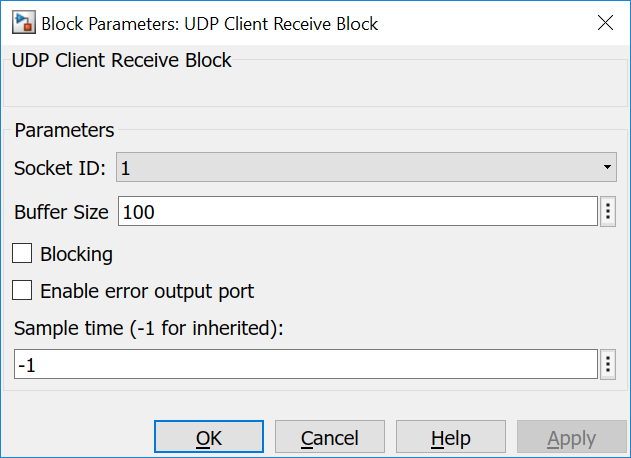 Block Parameters: UDP Client Receive Block
UDP Client Receive Block
Parameters
Socket ID: 1
Buffer Size 100
Blocking
Enable error output port
Sample time (-1 for inherited):
-1
OK Cancel Help Apply